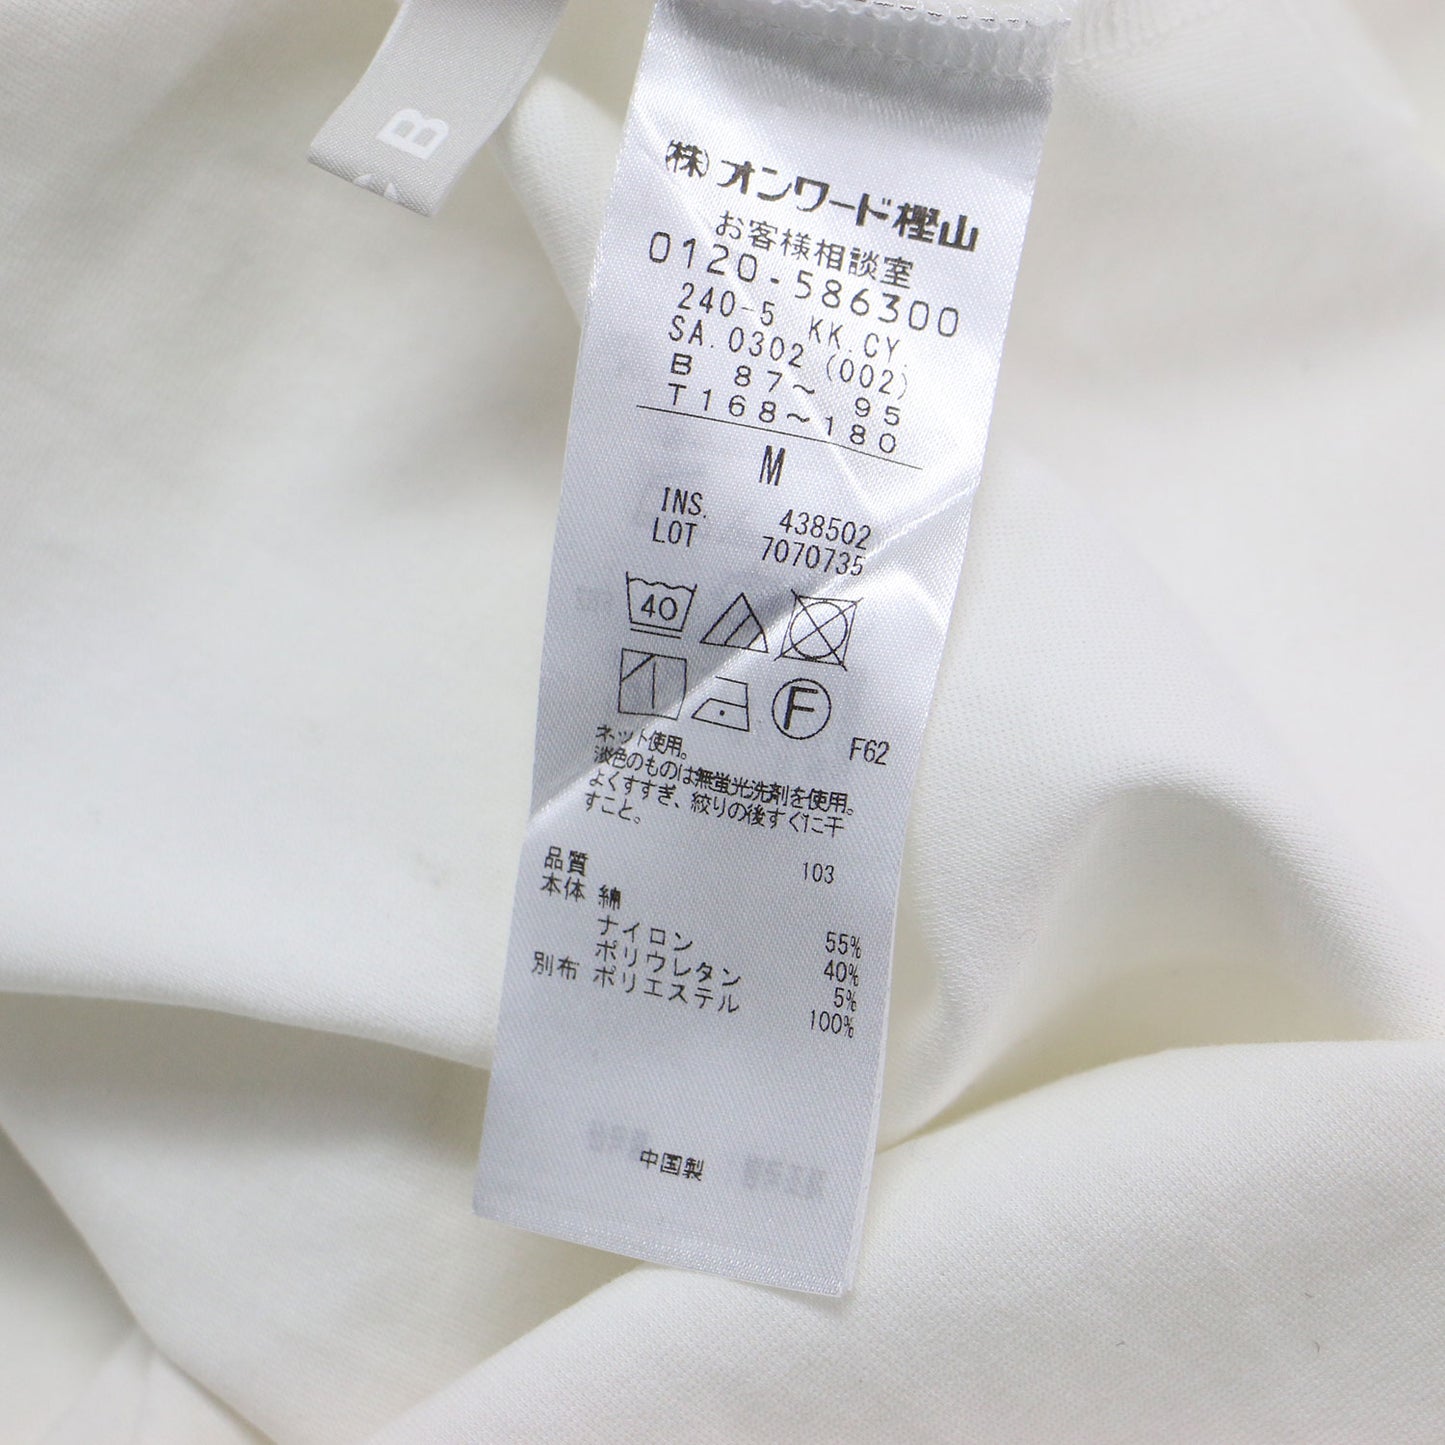 B
(株)オンワード樫山
お客様相談室
0120-586300
240-5 KK.CY.
SA.0302(002)
B 87～ 95
T168～180
M
INS. 438502
LOT 7070735
40
F
F62
ネット使用。
淡色のものは無蛍光洗剤を使用。
よくすすぎ、絞りの後すぐに干
すこと。
品質 103
本体 綿 55%
ナイロン 40%
ポリウレタン 5%
別布 ポリエステル 100%
中国製